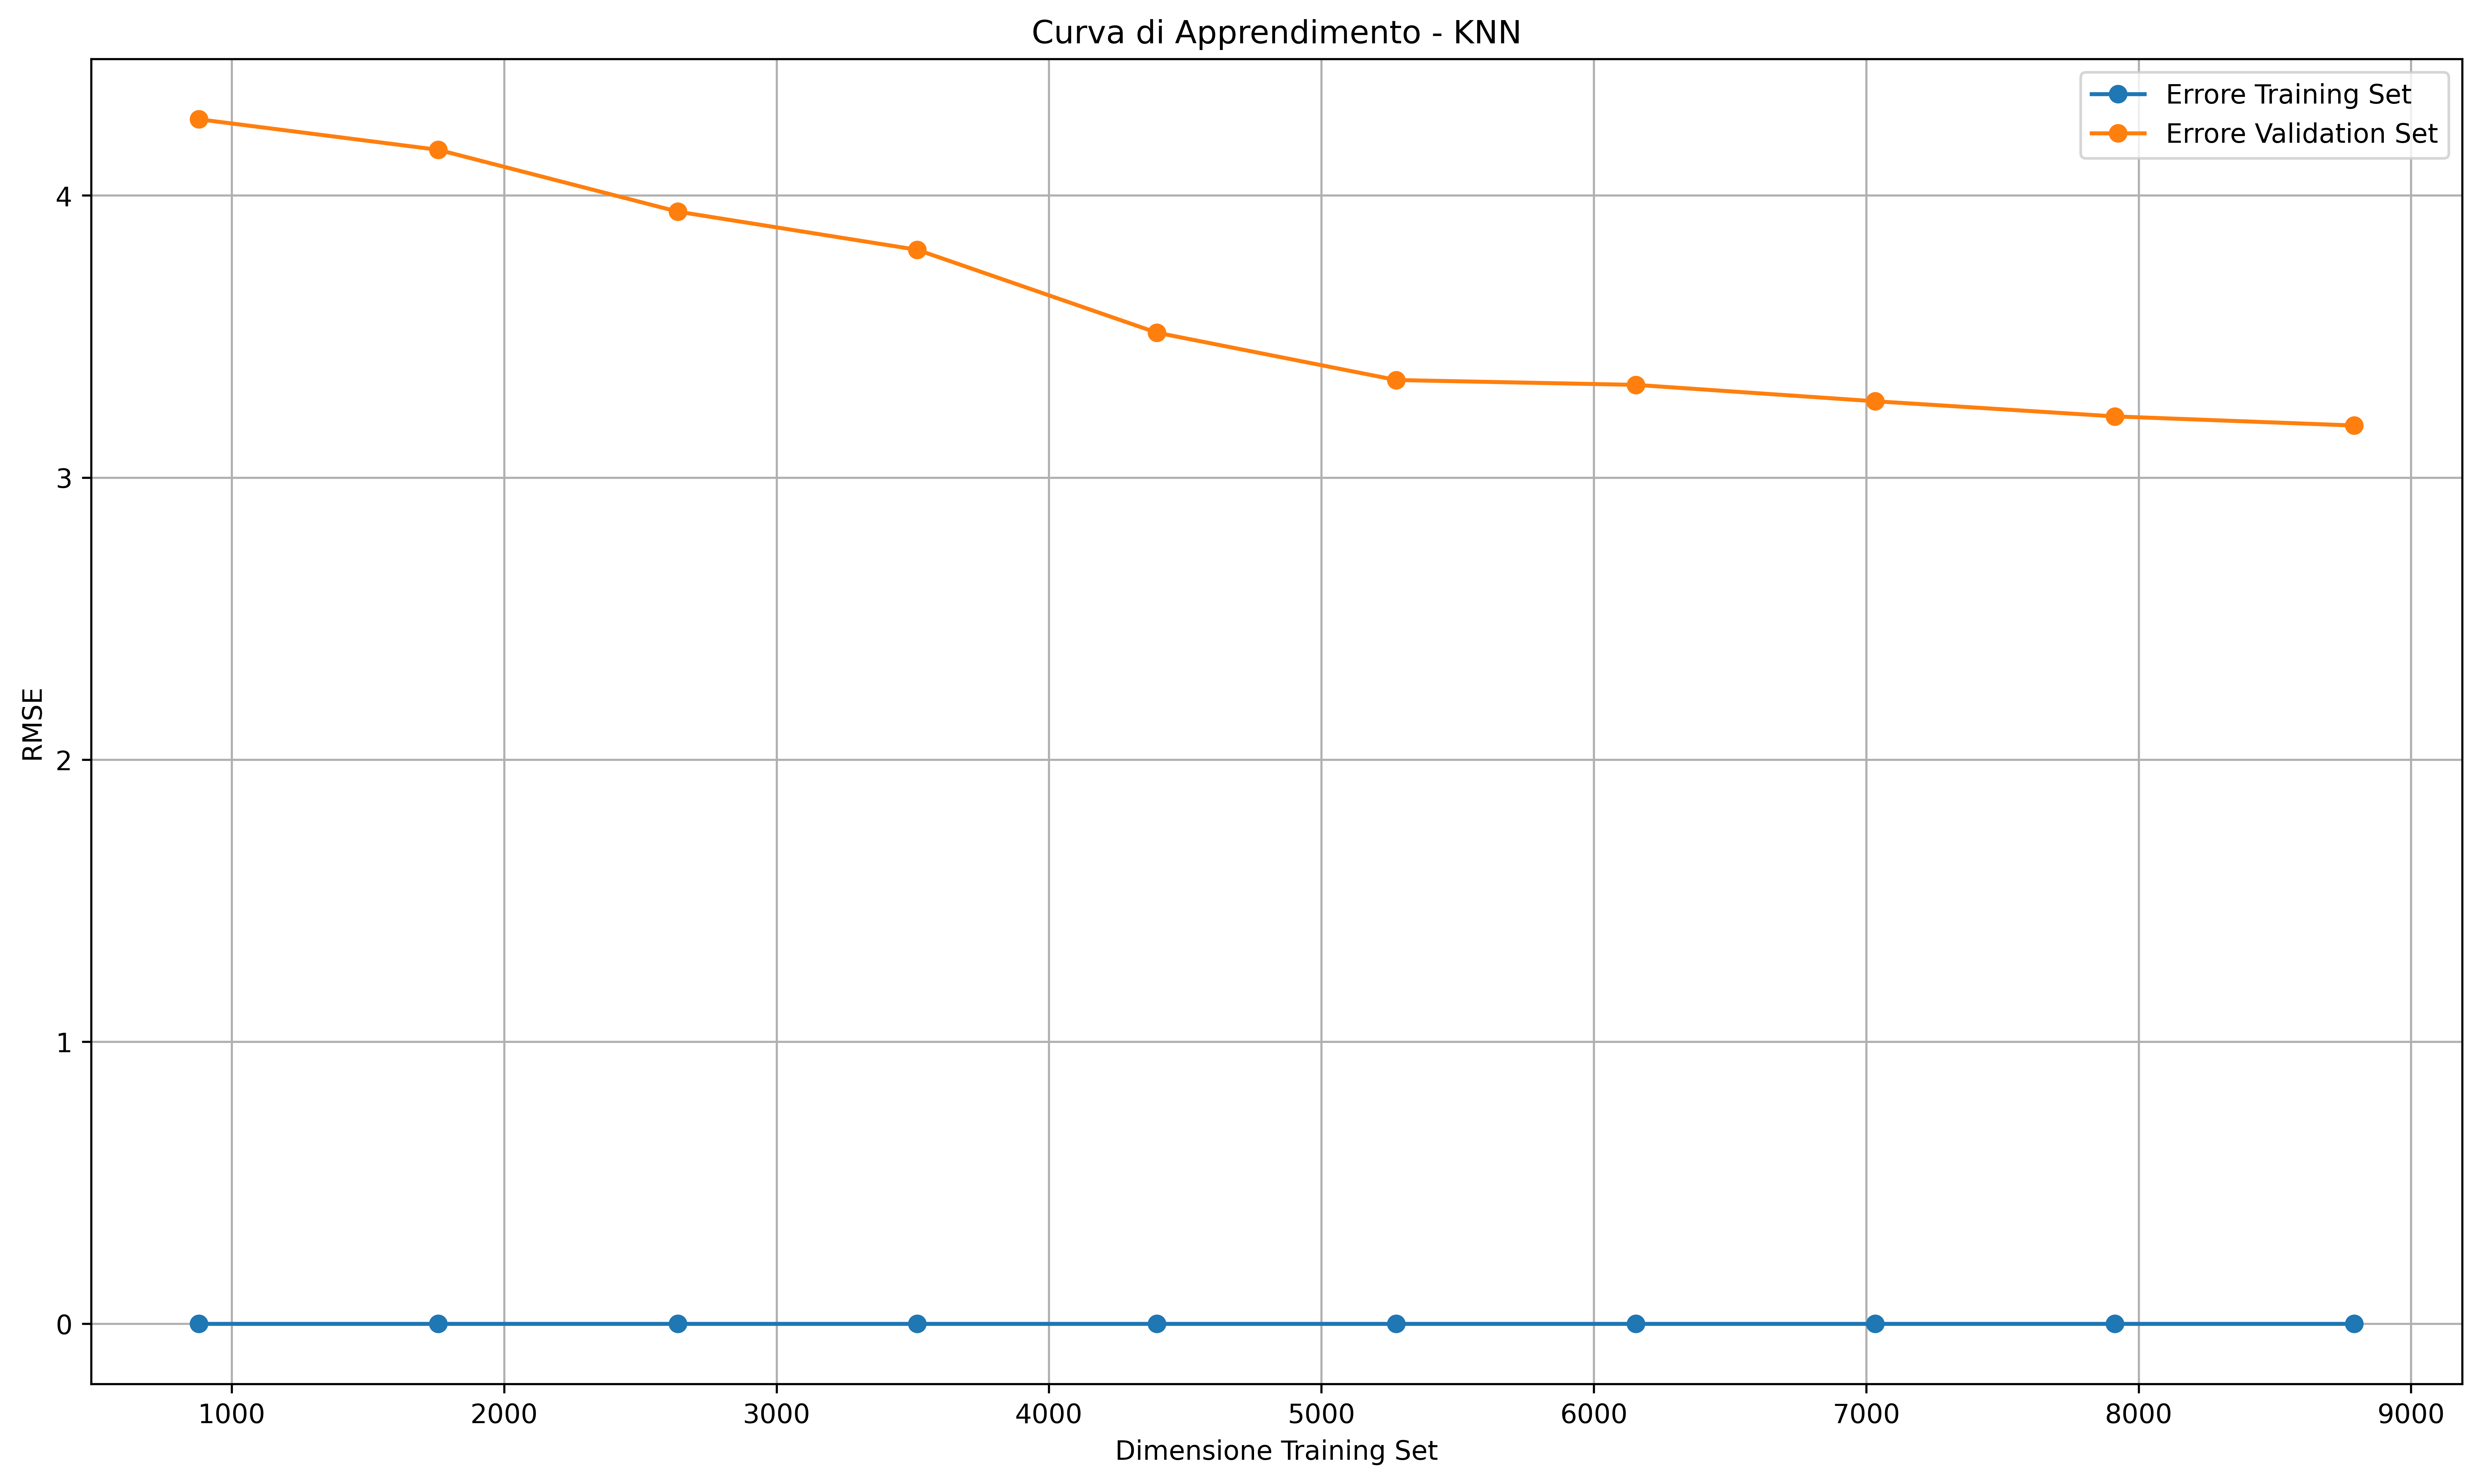 Curva di Apprendimento - KNN
Errore Training Set
Errore Validation Set
4
3
2
1
0
RMSE
1000 2000 3000 4000 5000 6000 7000 8000 9000
Dimensione Training Set